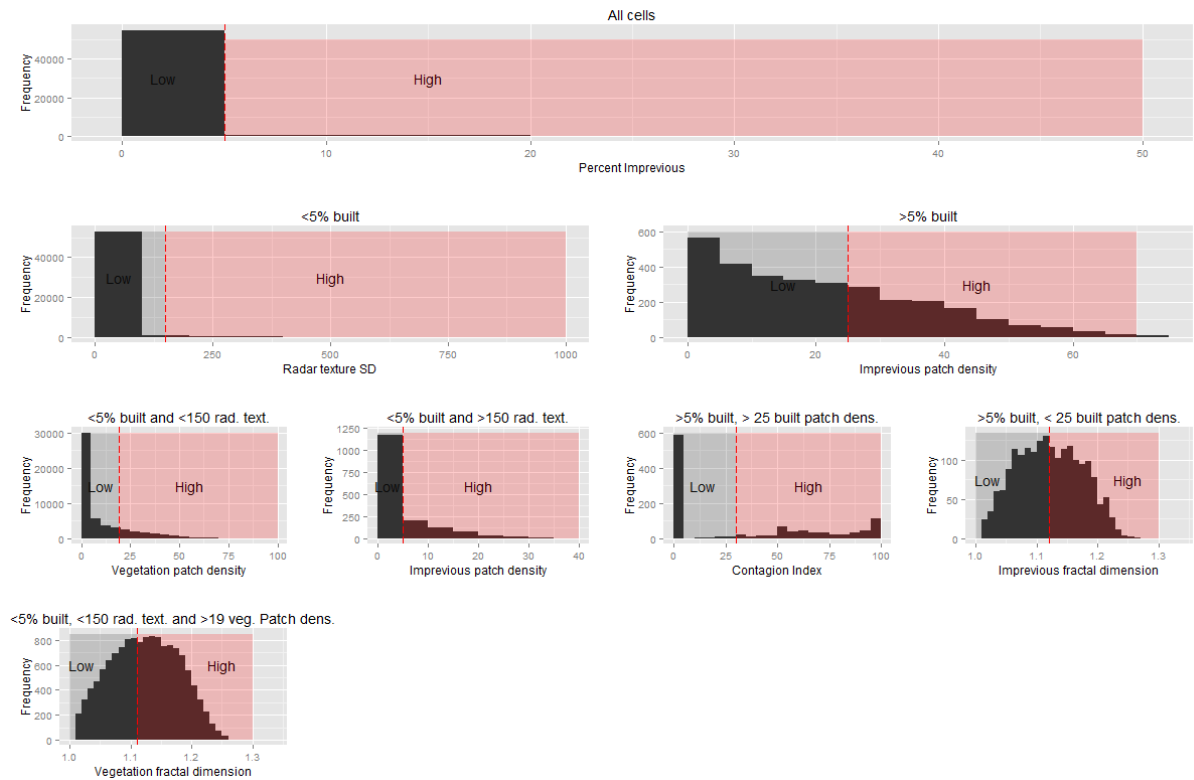 All cells
Frequency
40000
20000
0
Low
High
0 10 20 30 40 50
Percent Imprevious
<5% built
Frequency
40000
20000
0
Low
High
0 250 500 750 1000
Radar texture SD
>5% built
Frequency
600
400
200
0
Low
High
0 20 40 60
Imprevious patch density
<5% built and <150 rad. text.
Frequency
30000
20000
10000
0
Low
High
0 25 50 75 100
Vegetation patch density
<5% built and >150 rad. text.
Frequency
1250
1000
750
500
250
0
Low
High
0 10 20 30 40
Imprevious patch density
>5% built, > 25 built patch dens.
Frequency
600
400
200
0
Low
High
0 25 50 75 100
Contagion Index
>5% built, < 25 built patch dens.
Frequency
100
50
0
Low
High
1.0 1.1 1.2 1.3
Imprevious fractal dimension
<5% built, <150 rad. text. and >19 veg. Patch dens.
Frequency
800
600
400
200
0
Low
High
1.0 1.1 1.2 1.3
Vegetation fractal dimension